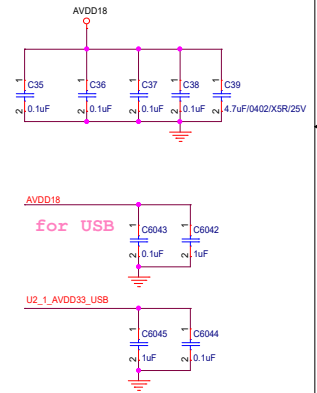 AVDD18
1 C35 1 C36 1 C37 1 C38 1 C39
2 0.1uF 2 0.1uF 2 0.1uF 2 0.1uF 2 4.7uF/0402/X5R/25V
AVDD18
for USB
1 C6043 1 C6042
2 0.1uF 2 1uF
U2_1_AVDD33_USB
1 C6045 1 C6044
2 1uF 2 0.1uF